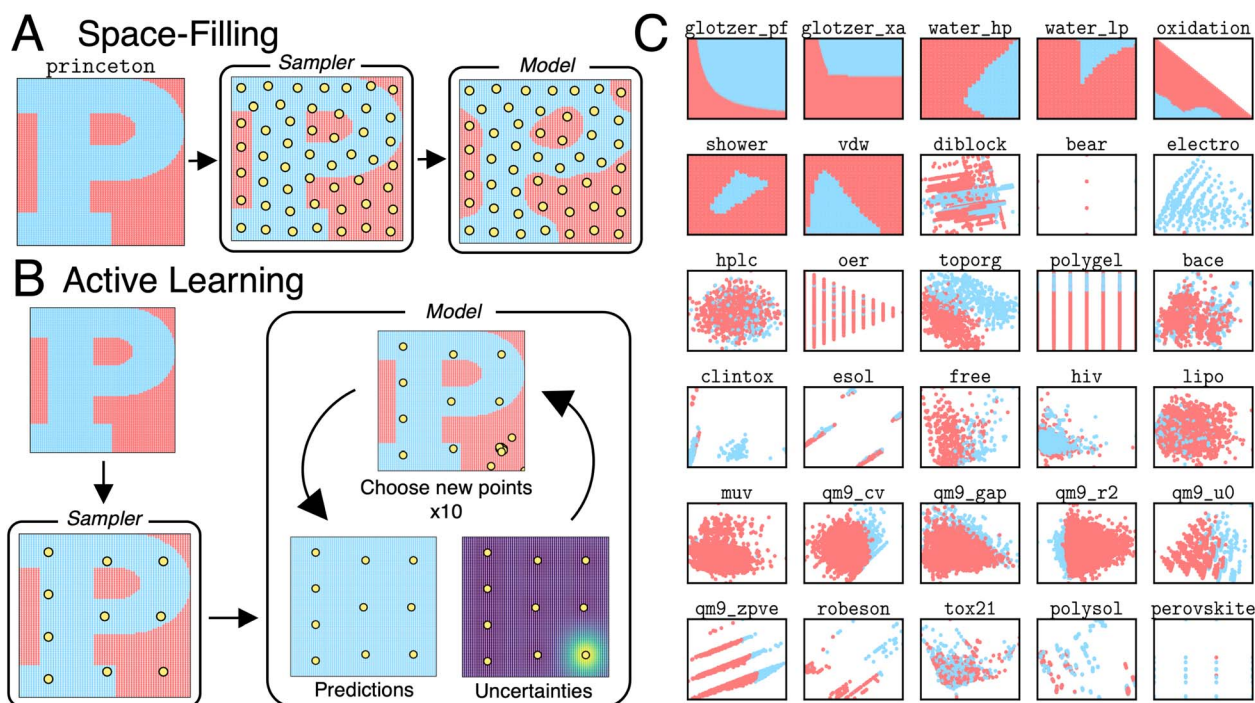 A Space-Filling
princeton
Sampler
Model
B Active Learning
Sampler
Model
Choose new points
x10
Predictions
Uncertainties
C
glotzer_pf glotzer_xa water_hp water_lp oxidation
shower vdw diblock bear electro
hplc oer toporg polygel bace
clintox esol free hiv lipo
muv qm9_cv qm9_gap qm9_r2 qm9_u0
qm9_zpve robeson tox21 polysol perovskite